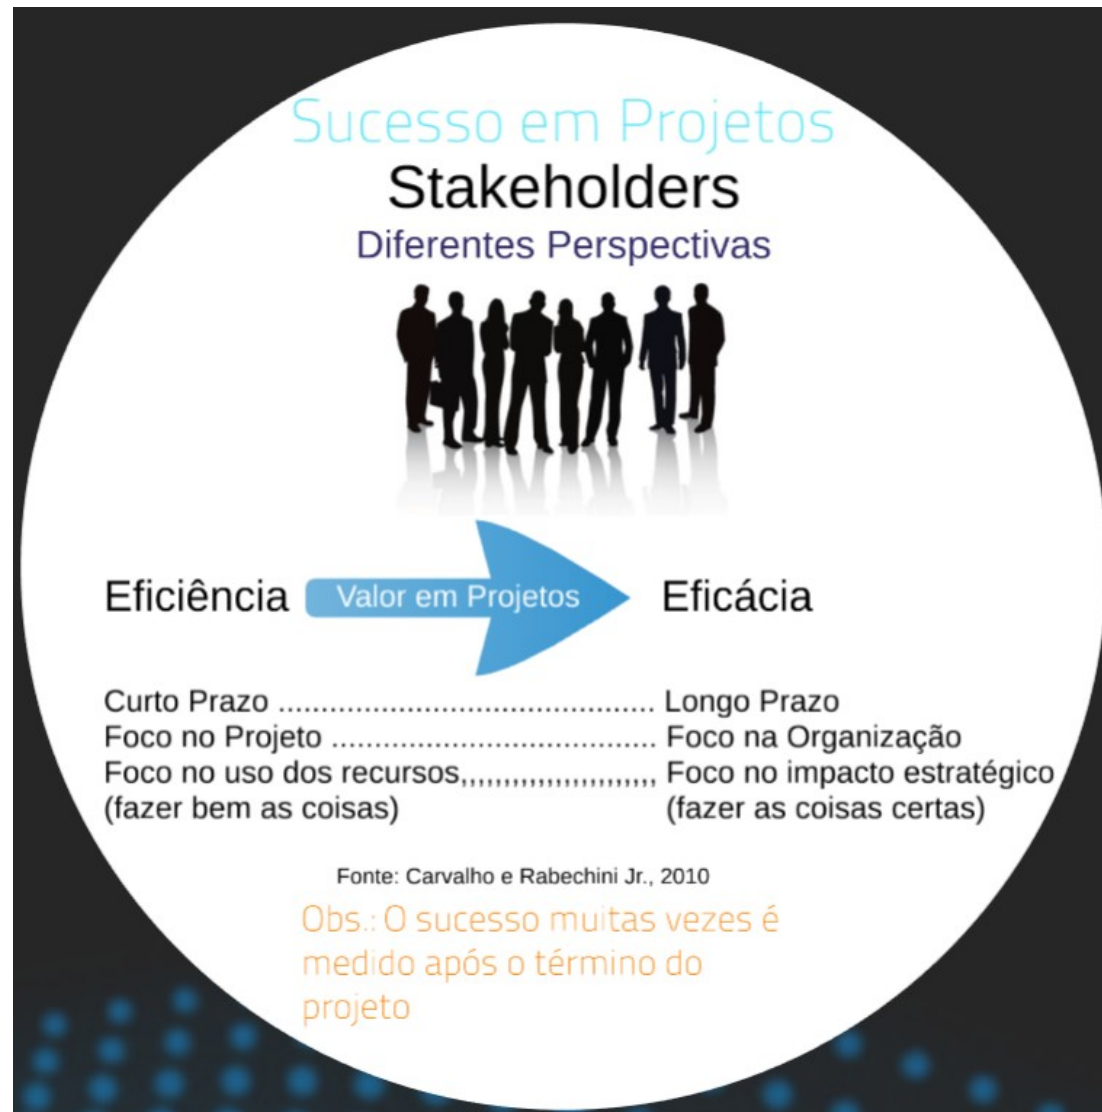 Sucesso em Projetos
Stakeholders
Diferentes Perspectivas
Eficiência Valor em Projetos Eficácia
Curto Prazo ............................................ Longo Prazo
Foco no Projeto ...................................... Foco na Organização
Foco no uso dos recursos,,,,,,,,,,,,,,,,,,,,,,, Foco no impacto estratégico
(fazer bem as coisas) (fazer as coisas certas)
Fonte: Carvalho e Rabechini Jr., 2010
Obs.: O sucesso muitas vezes é
medido após o término do
projeto